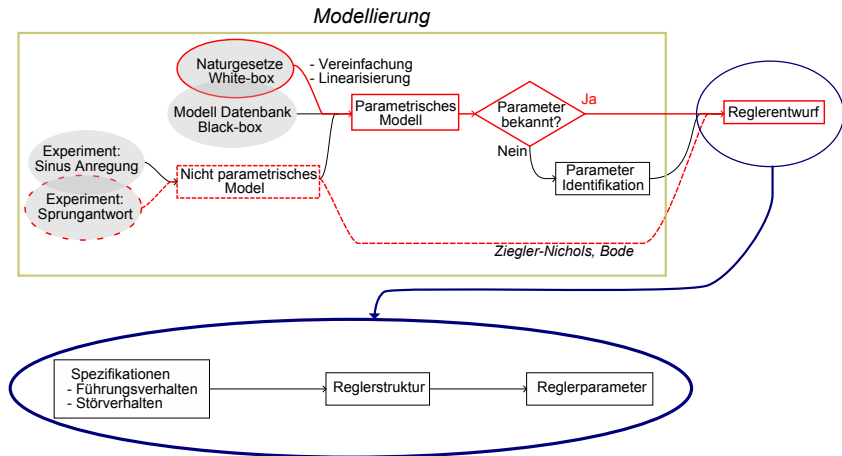 Modellierung
Naturgesetze
White-box
- Vereinfachung
- Linearisierung
Modell Datenbank
Black-box
Parametrisches
Modell
Parameter
bekannt?
Ja
Nein
Reglerentwurf
Experiment:
Sinus Anregung
Nicht parametrisches
Model
Parameter
Identifikation
Experiment:
Sprungantwort
Ziegler-Nichols, Bode
Spezifikationen
- Führungsverhalten
- Störverhalten
Reglerstruktur
Reglerparameter